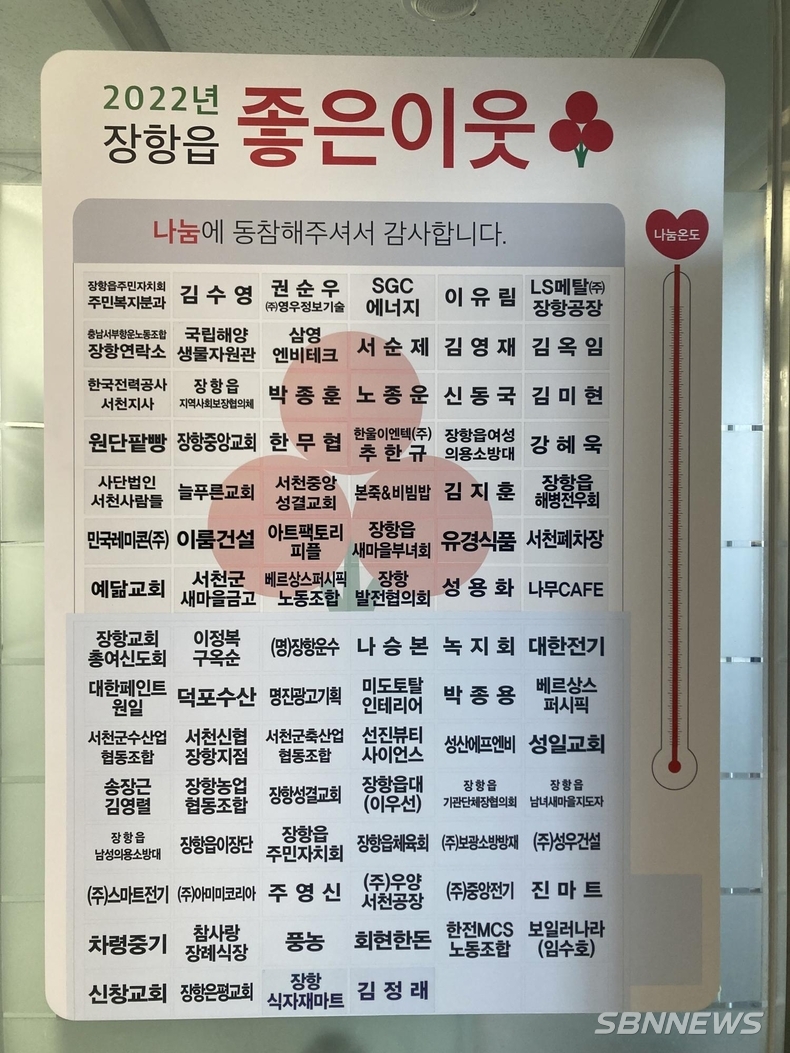 2022년
장항읍 좋은이웃
나눔에 동참해주셔서 감사합니다.
나눔온도
장항읍주민자치회
주민복지분과
김수영
권순우
㈜영우정보기술
SGC
에너지
이유림
LS메탈㈜
장항공장
충남서부항운노동조합
장항연락소
국립해양
생물자원관
삼영
엔비테크
서순제
김영재
김옥임
한국전력공사
서천지사
장항읍
지역사회보장협의체
박종훈
노종운
신동국
김미현
원단팥빵
장항중앙교회
한무협
한울이엔텍(주)
추한규
장항읍여성
의용소방대
강혜욱
사단법인
서천사람들
늘푸른교회
서천중앙
성결교회
본죽&비빔밥
김지훈
장항읍
해병전우회
민국레미콘(주)
이룸건설
아트팩토리
피플
장항읍
새마을부녀회
유경식품
서천폐차장
예닮교회
서천군
새마을금고
베르상스퍼시픽
노동조합
장항
발전협의회
성용화
나무CAFE
장항교회
총여신도회
이정복
구옥순
(명)장항운수
나승본
녹지회
대한전기
대한페인트
원일
덕포수산
명진광고기획
미도토탈
인테리어
박종용
베르상스
퍼시픽
서천군수산업
협동조합
서천신협
장항지점
서천군축산업
협동조합
선진뷰티
사이언스
성산에프엔비
성일교회
송장근
김영렬
장항농업
협동조합
장항성결교회
장항읍대
(이우선)
장항읍
기관단체장협의회
장항읍
남녀새마을지도자
장항읍
남성의용소방대
장항읍이장단
장항읍
주민자치회
장항읍체육회
(주)보광소방방재
(주)성우건설
(주)스마트전기
(주)아미미코리아
주영신
(주)우양
서천공장
(주)중앙전기
진마트
차령중기
참사랑
장례식장
풍농
회현한돈
한전MCS
노동조합
보일러나라
(임수호)
신창교회
장항은평교회
장항
식자재마트
김정래
SBNNEWS